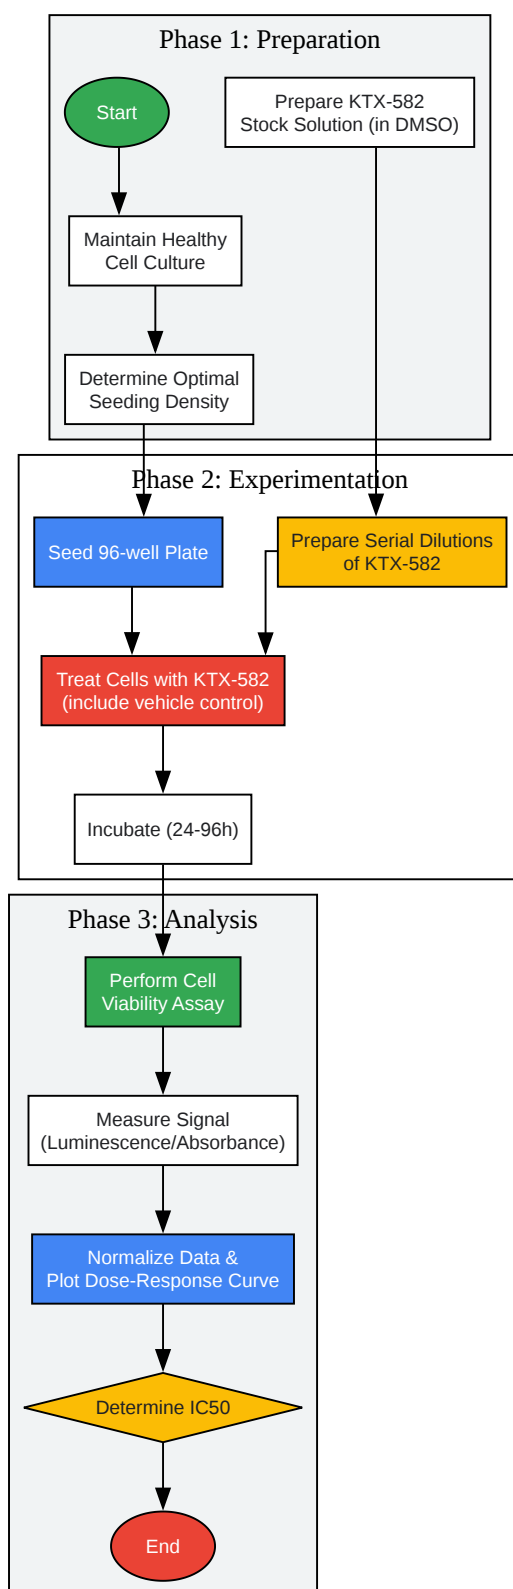 Phase 1: Preparation
Start
Prepare KTX-582
Stock Solution (in DMSO)
Maintain Healthy
Cell Culture
Determine Optimal
Seeding Density
Phase 2: Experimentation
Seed 96-well Plate
Prepare Serial Dilutions
of KTX-582
Treat Cells with KTX-582
(include vehicle control)
Incubate (24-96h)
Phase 3: Analysis
Perform Cell
Viability Assay
Measure Signal
(Luminescence/Absorbance)
Normalize Data &
Plot Dose-Response Curve
Determine IC50
End